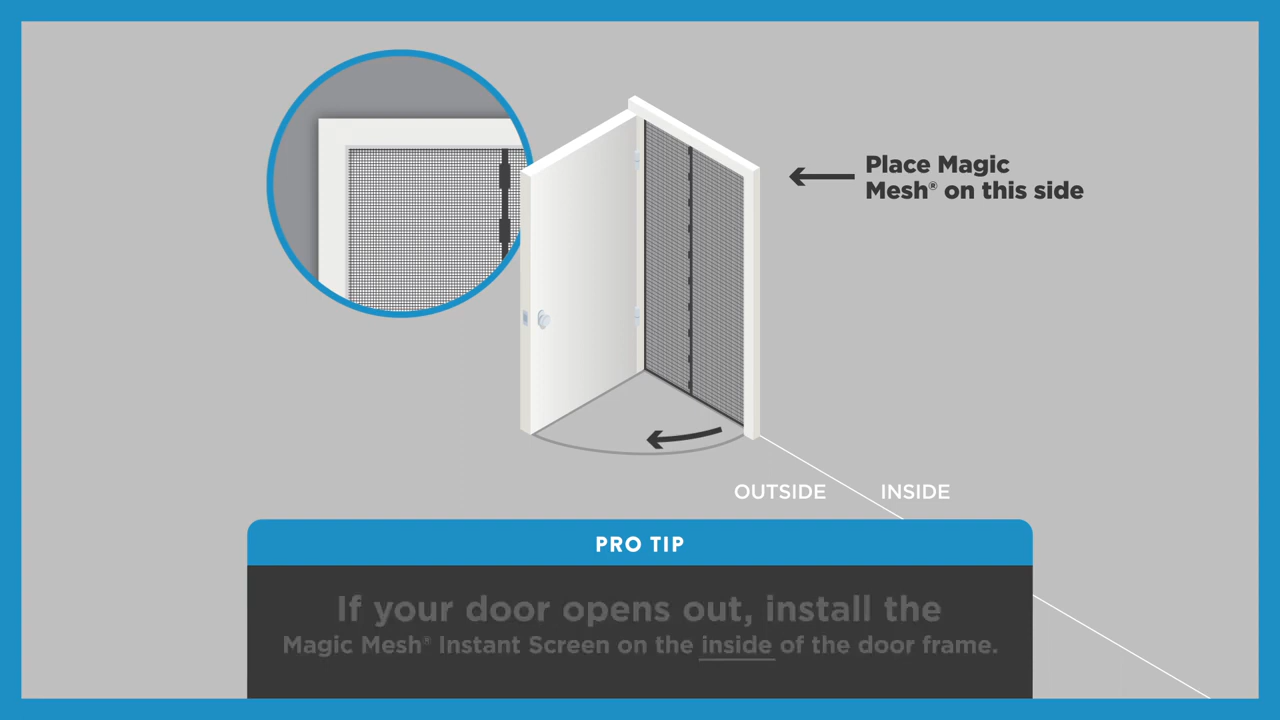 Place Magic
Mesh® on this side
OUTSIDE
INSIDE
PRO TIP
If your door opens out, install the
Magic Mesh® Instant Screen on the inside of the door frame.